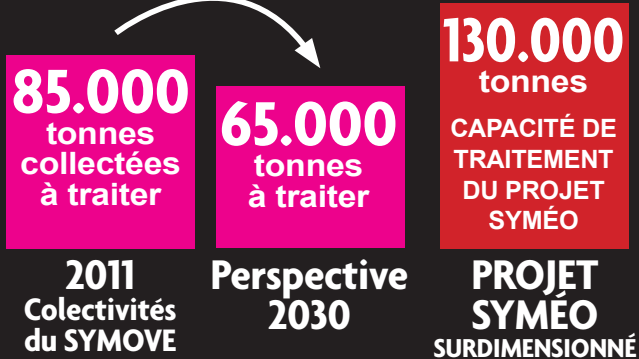 85.000
tonnes
collectées
à traiter
2011
Colectivités
du SYMOVE
65.000
tonnes
à traiter
Perspective
2030
130.000
tonnes
CAPACITÉ DE
TRAITEMENT
DU PROJET
SYMÉO
PROJET
SYMÉO
SURDIMENSIONNÉ